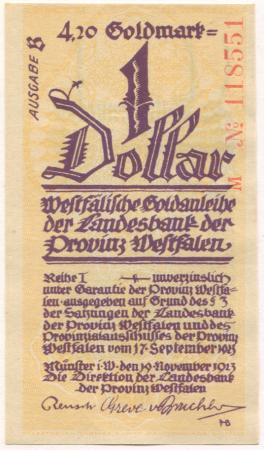 AUSGABE B
4,20 Goldmark=
1
Dollar
M № 118551
Westfälische Goldanleihe
der Landesbank der
Provinz Westfalen
Reihe I unverzinslich
unter Garantie der Provinz Westfa-
len ausgegeben auf Grund des § 3
der Satzungen der Landesbank
der Provinz Westfalen und des
Provinzialausschusses der Provinz
Westfalen vom 17. September 1923
Münster i. W. den 19. November 1923
Die Direktion der Landesbank
der Provinz Westfalen